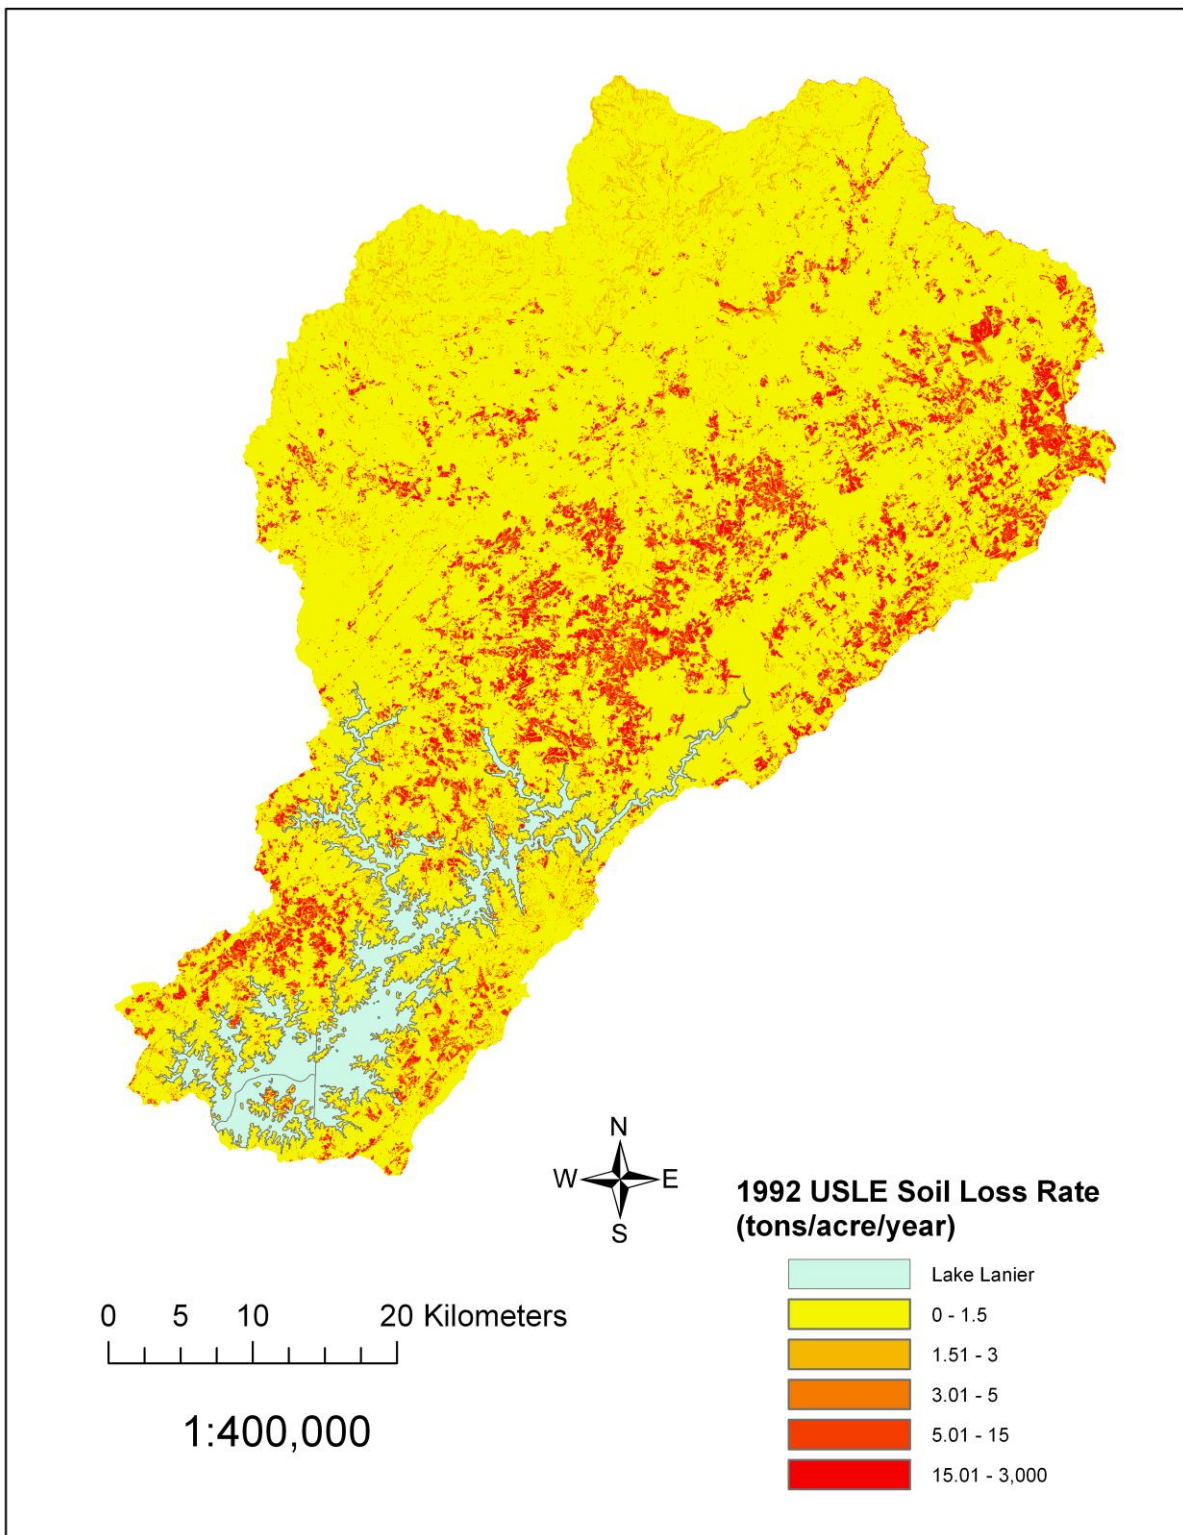 N
W E
S
1992 USLE Soil Loss Rate
(tons/acre/year)
Lake Lanier
0 - 1.5
1.51 - 3
3.01 - 5
5.01 - 15
15.01 - 3,000
0 5 10 20 Kilometers
1:400,000